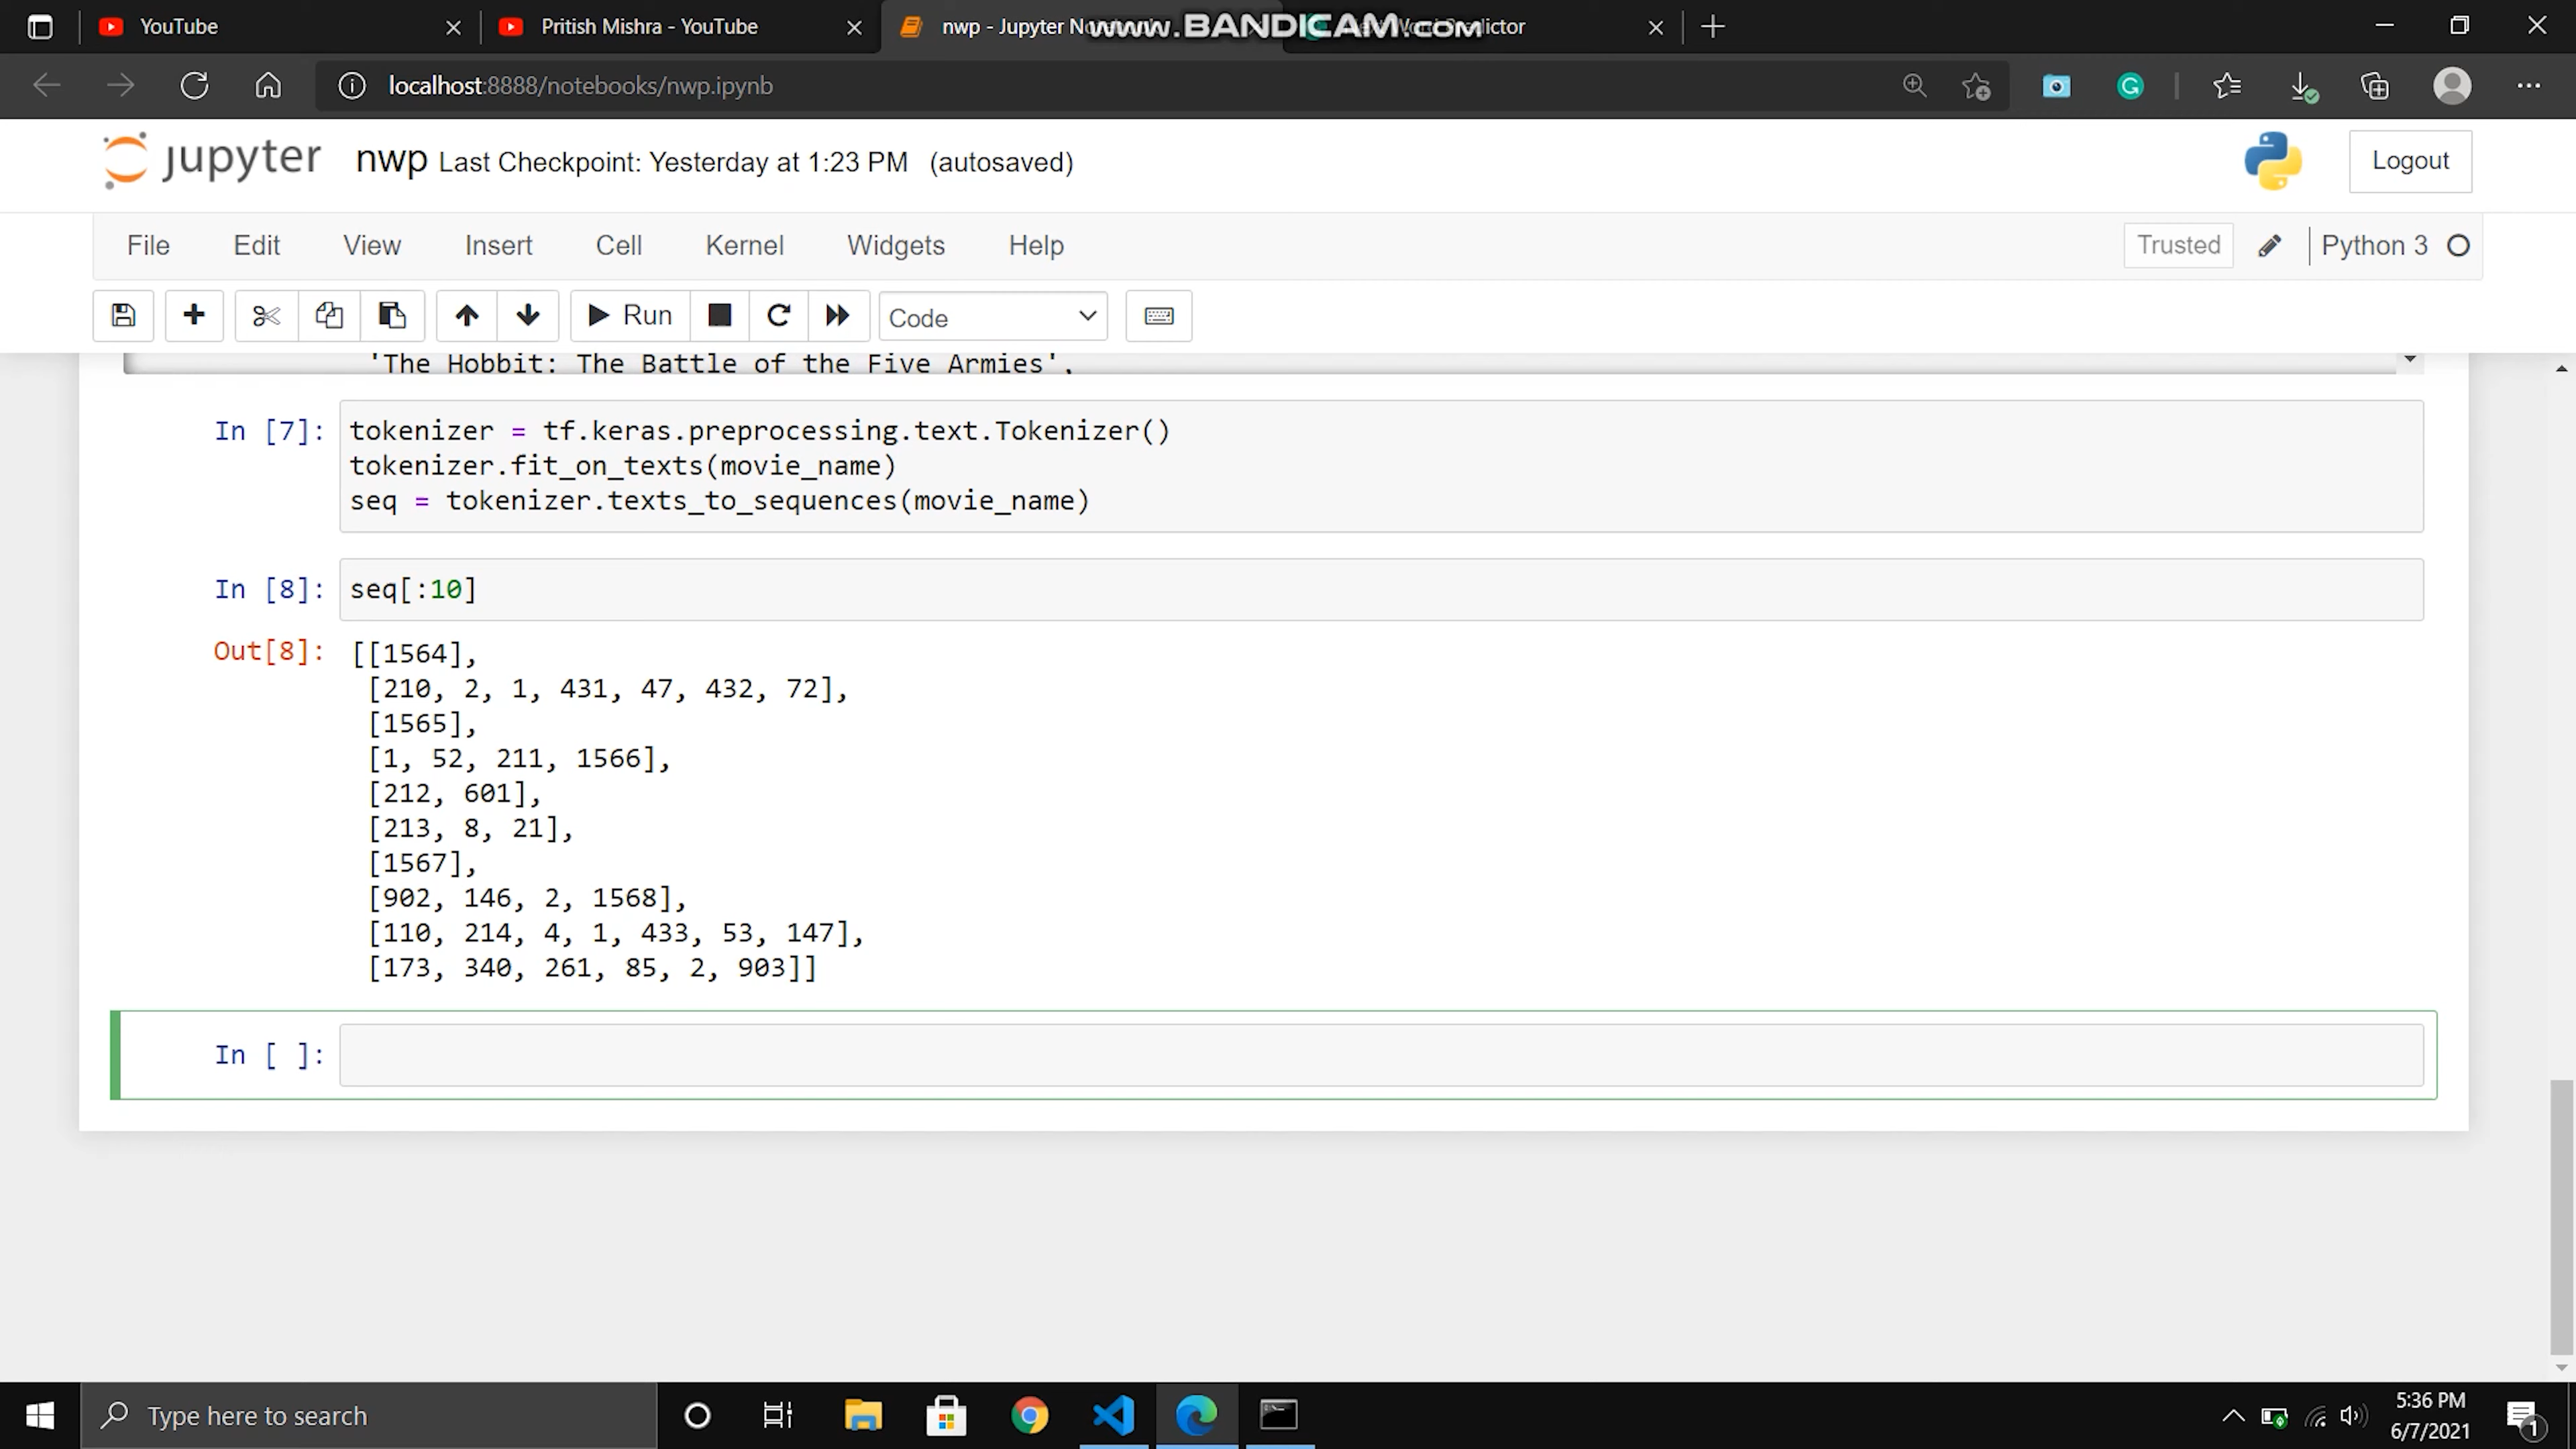 YouTube
Pritish Mishra - YouTube
nwp - Jupyter
www.BANDICAM.com
Predictor
localhost:8888/notebooks/nwp.ipynb
jupyter nwp Last Checkpoint: Yesterday at 1:23 PM (autosaved)
Logout
File Edit View Insert Cell Kernel Widgets Help
Trusted Python 3
Run
Code
'The Hobbit: The Battle of the Five Armies',
In [7]: tokenizer = tf.keras.preprocessing.text.Tokenizer()
tokenizer.fit_on_texts(movie_name)
seq = tokenizer.texts_to_sequences(movie_name)
In [8]: seq[:10]
Out[8]: [[1564],
[210, 2, 1, 431, 47, 432, 72],
[1565],
[1, 52, 211, 1566],
[212, 601],
[213, 8, 21],
[1567],
[902, 146, 2, 1568],
[110, 214, 4, 1, 433, 53, 147],
[173, 340, 261, 85, 2, 903]]
In [ ]:
Type here to search
5:36 PM
6/7/2021
1